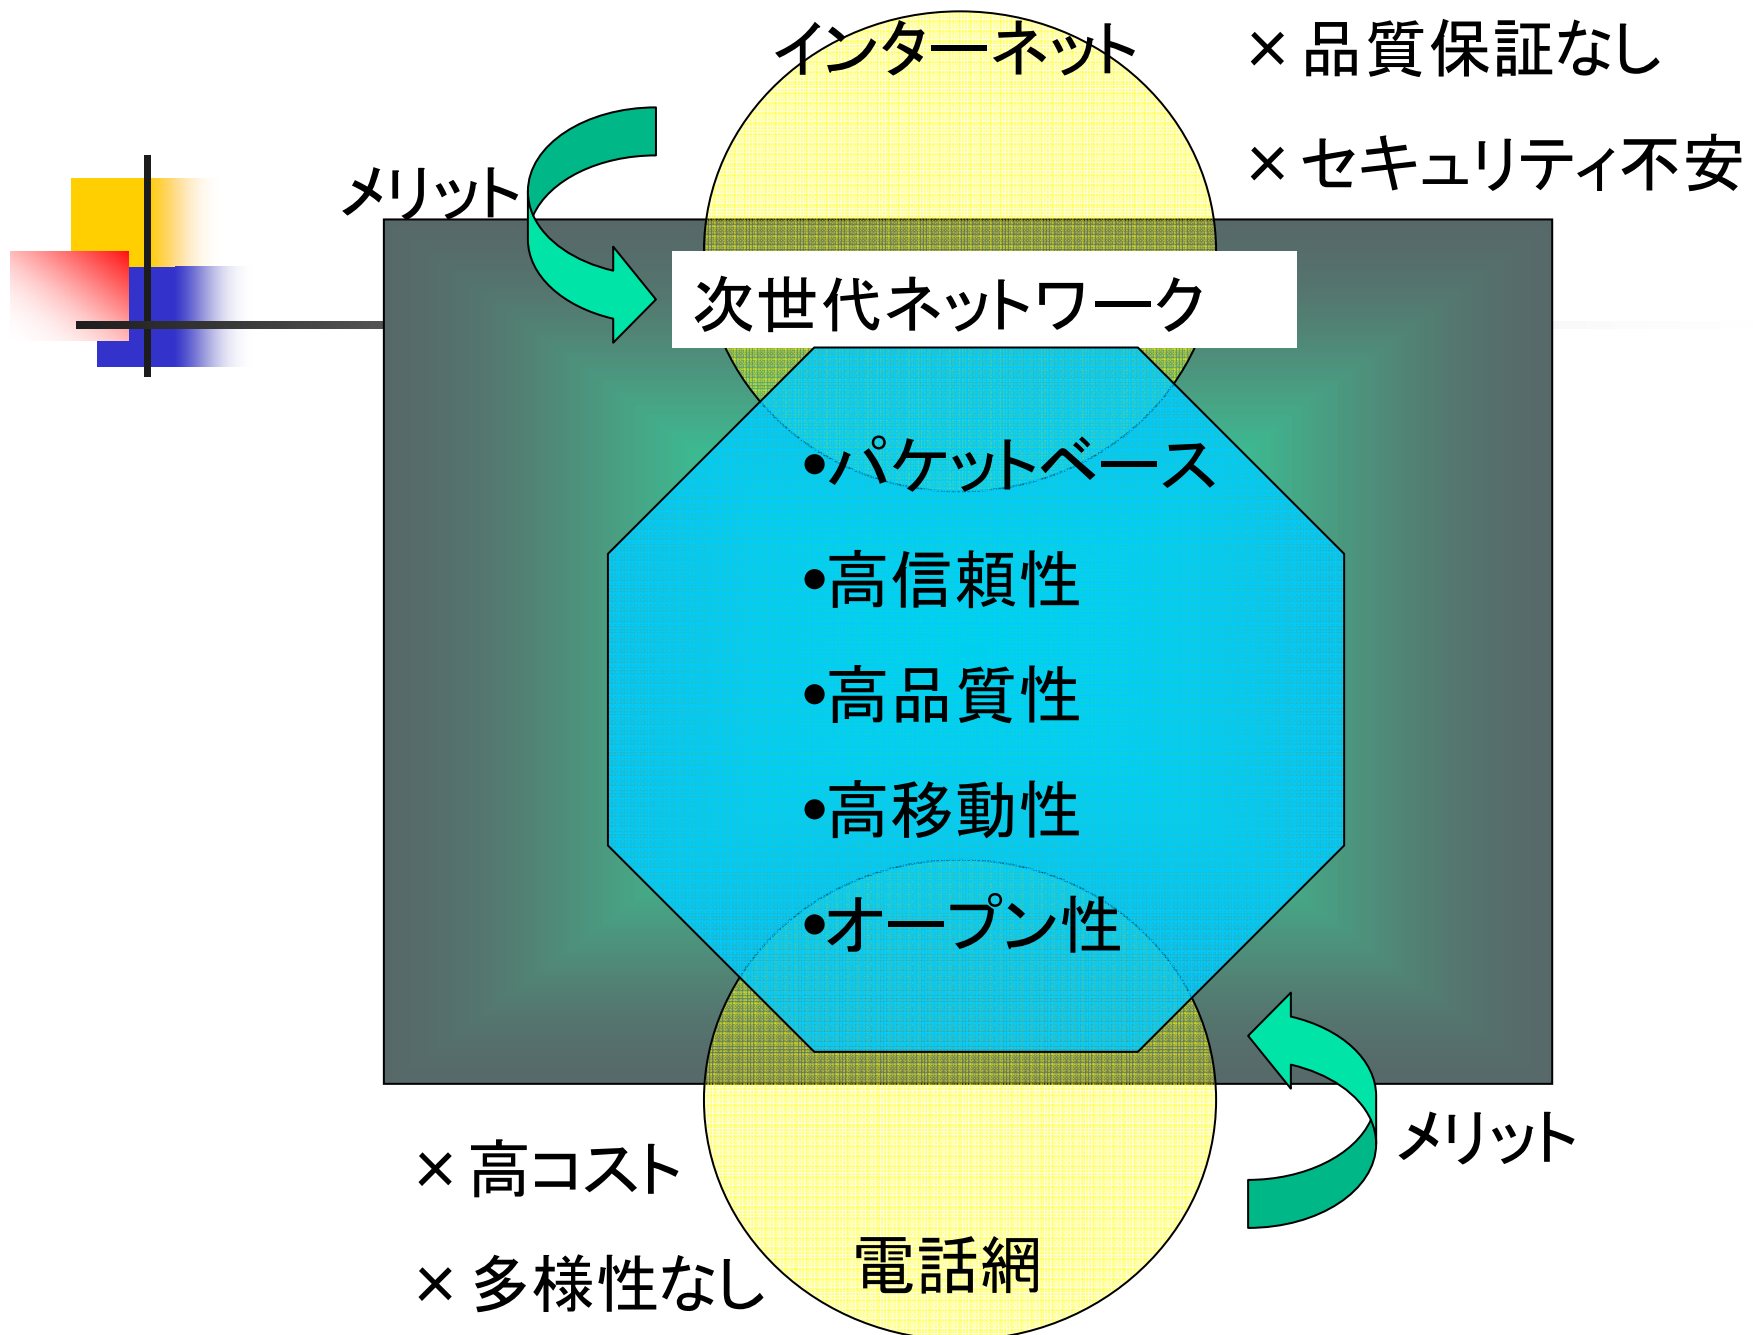 インターネット
× 品質保証なし
× セキュリティ不安
メリット
次世代ネットワーク
•パケットベース
•高信頼性
•高品質性
•高移動性
•オープン性
メリット
× 高コスト
× 多様性なし
電話網